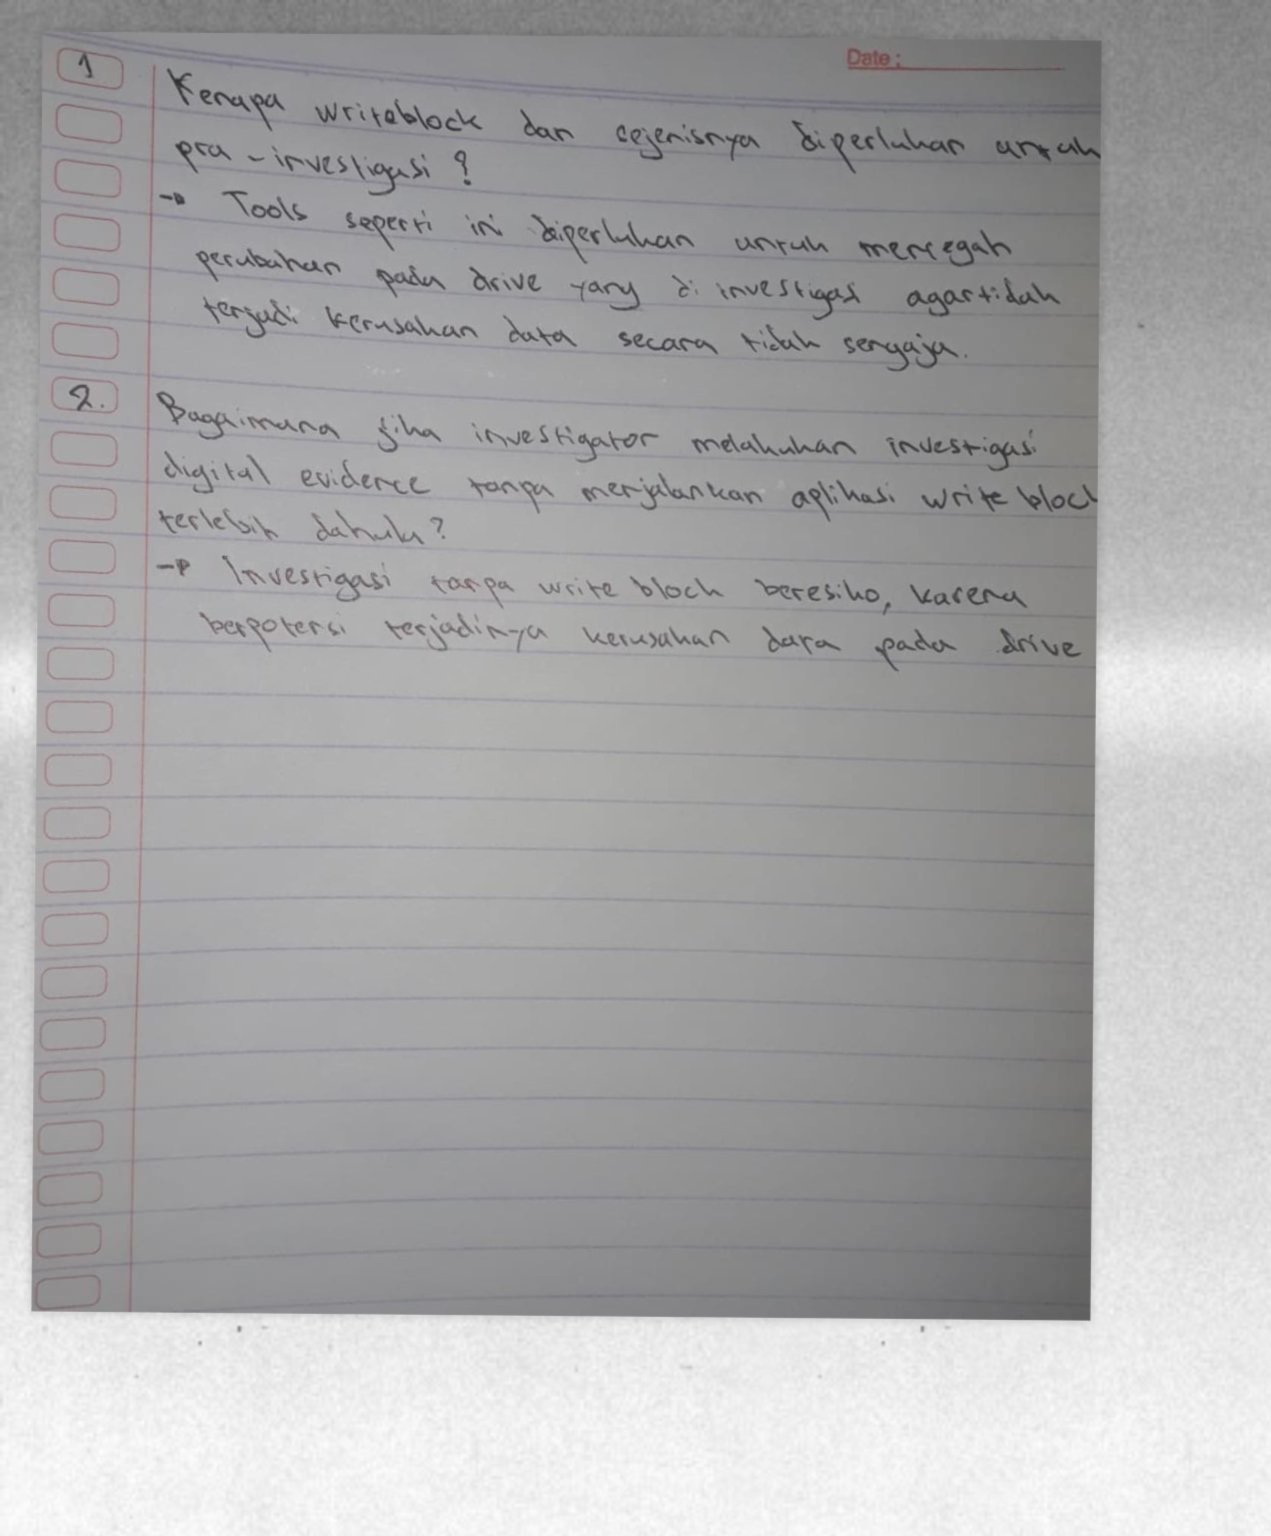 Date :
1 Kenapa writeblock dan sejenisnya diperlukan untuk
pra-investigasi ?
→ Tools seperti ini diperlukan untuk mencegah
perubahan pada drive yang di investigasi agar tidak
terjadi kerusakan data secara tidak sengaja.
2. Bagaimana jika investigator melakukan investigasi
digital evidence tanpa menjalankan aplikasi write block
terlebih dahulu?
→ Investigasi tanpa write block beresiko, karena
berpotensi terjadinya kerusakan data pada drive